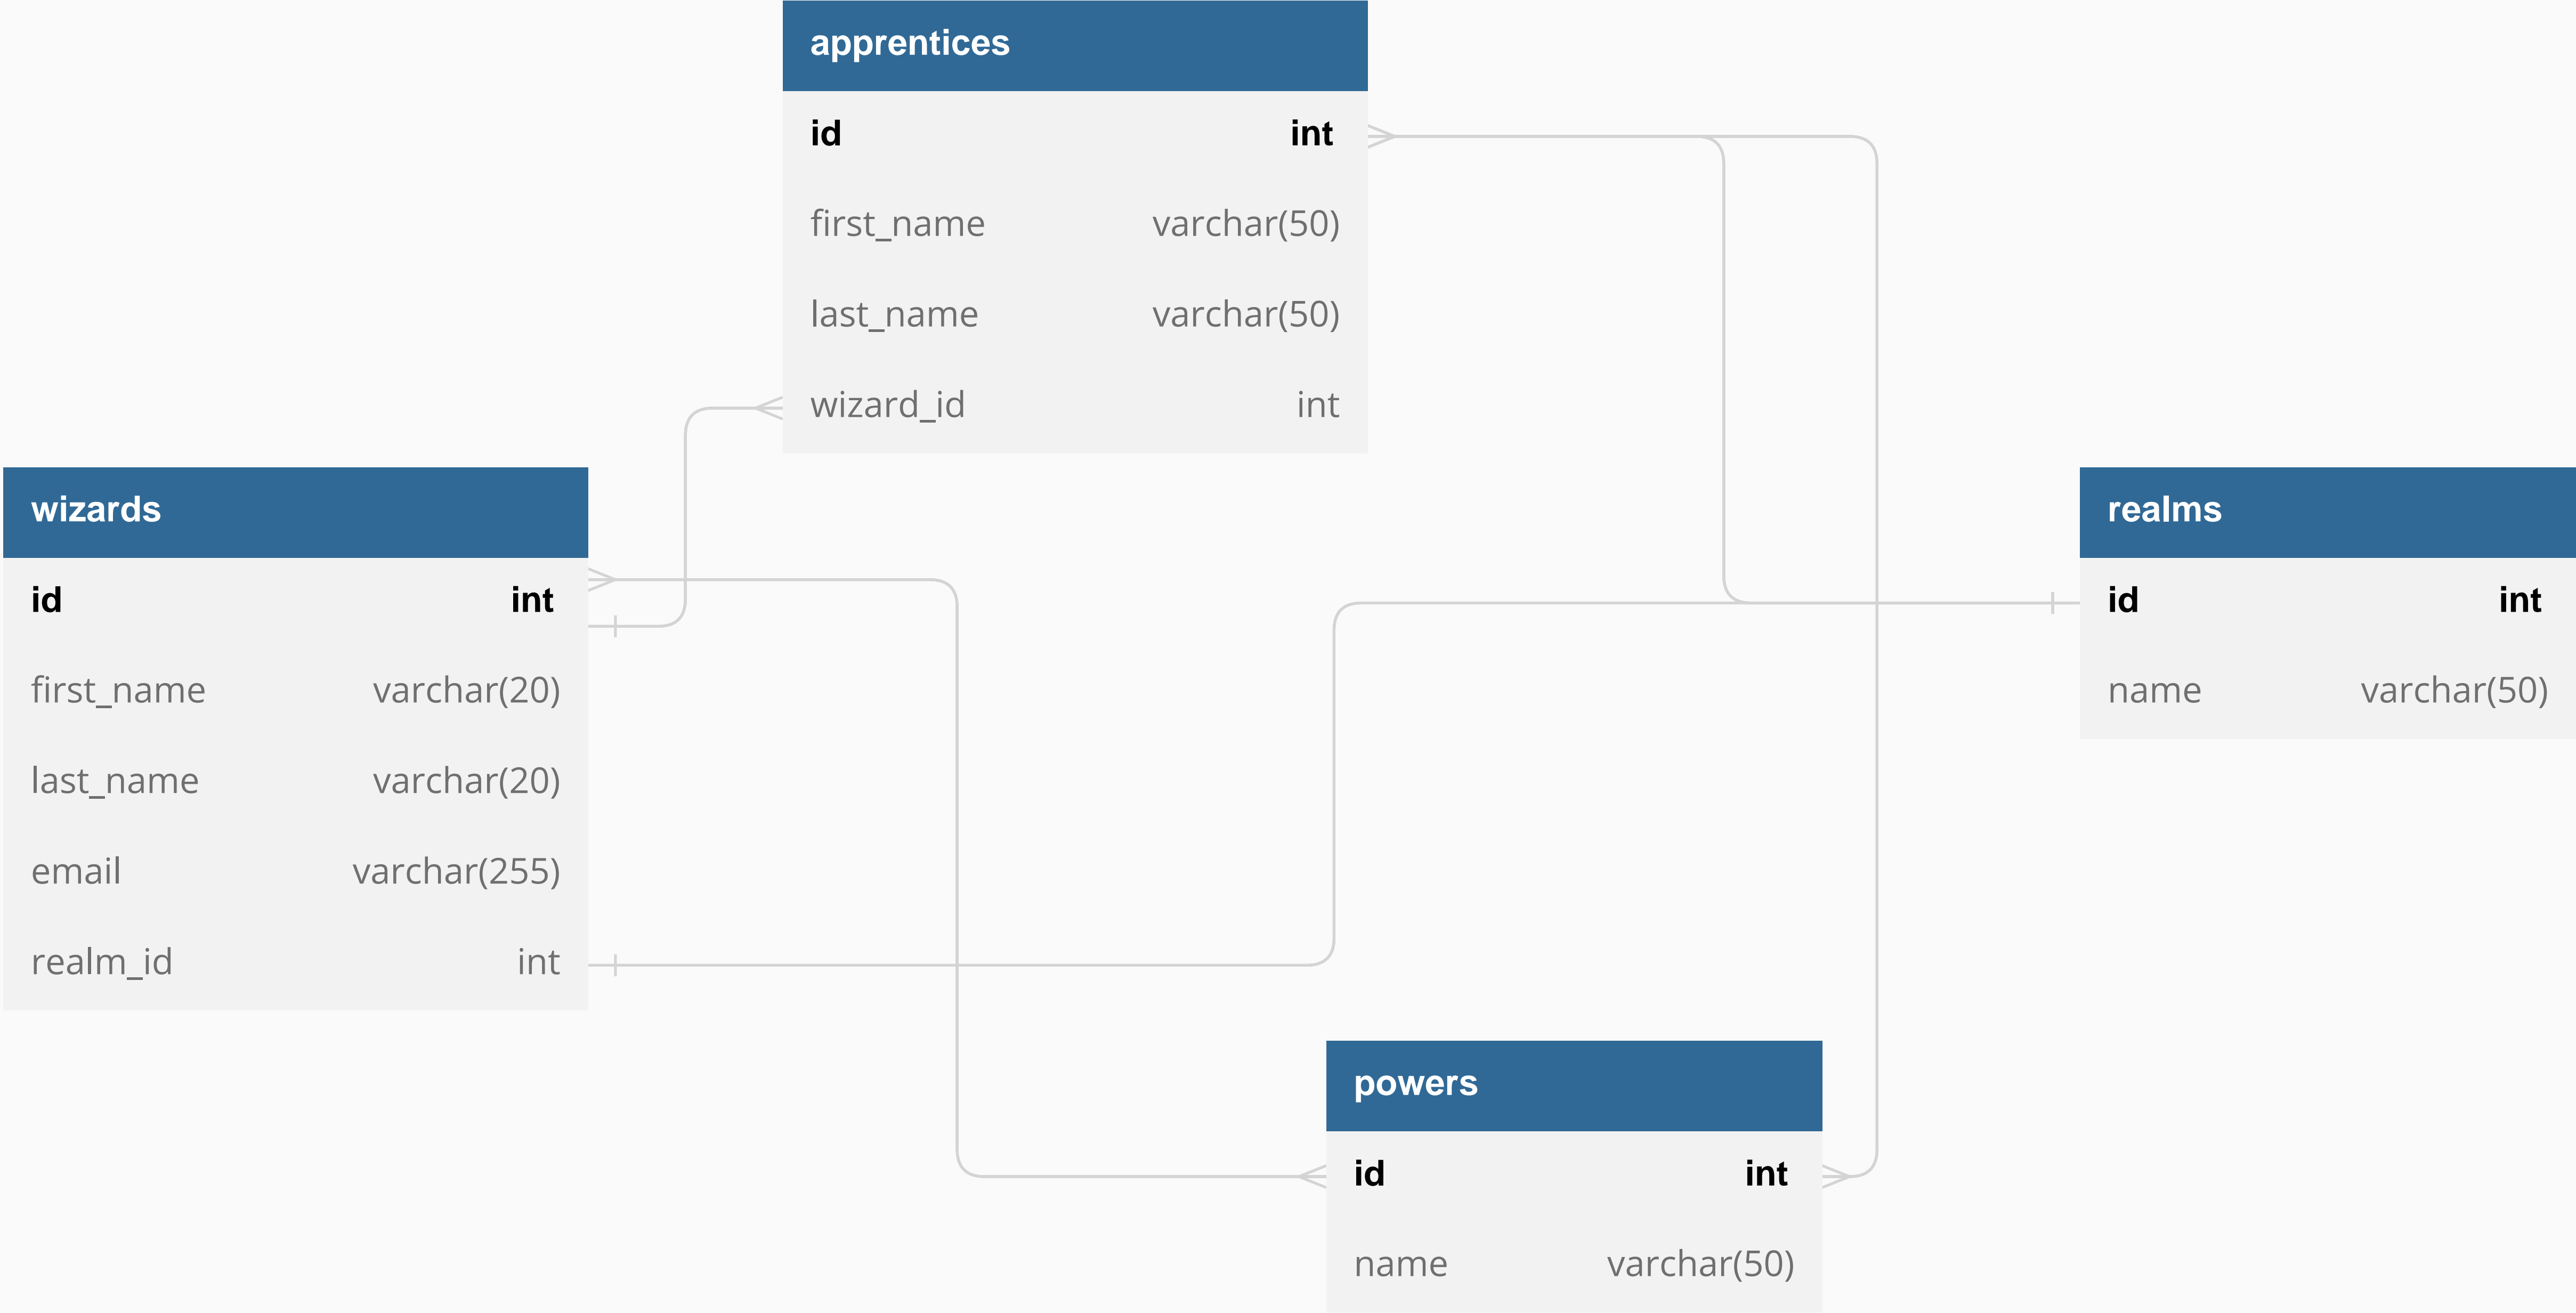 apprentices
id int
first_name varchar(50)
last_name varchar(50)
wizard_id int
wizards
id int
first_name varchar(20)
last_name varchar(20)
email varchar(255)
realm_id int
realms
id int
name varchar(50)
powers
id int
name varchar(50)